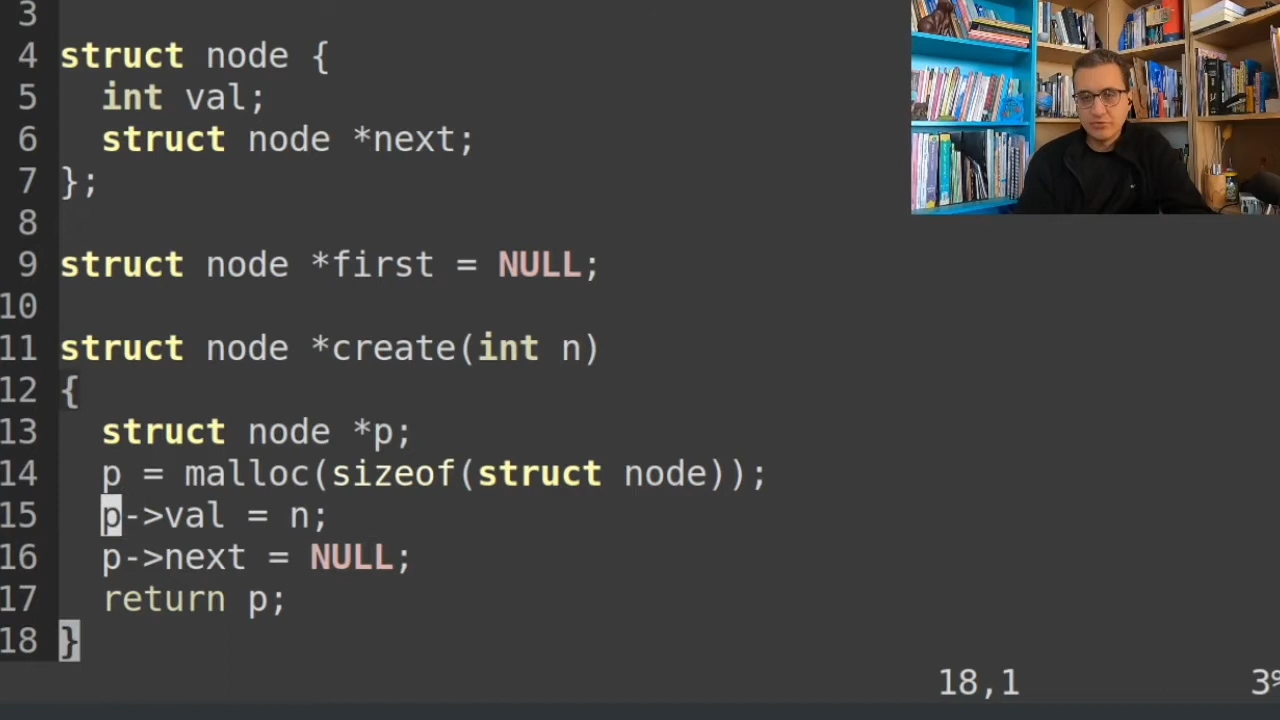 3
4 struct node {
5   int val;
6   struct node *next;
7 };
8
9 struct node *first = NULL;
10
11 struct node *create(int n)
12 {
13   struct node *p;
14   p = malloc(sizeof(struct node));
15   p->val = n;
16   p->next = NULL;
17   return p;
18 }
18,1 3%